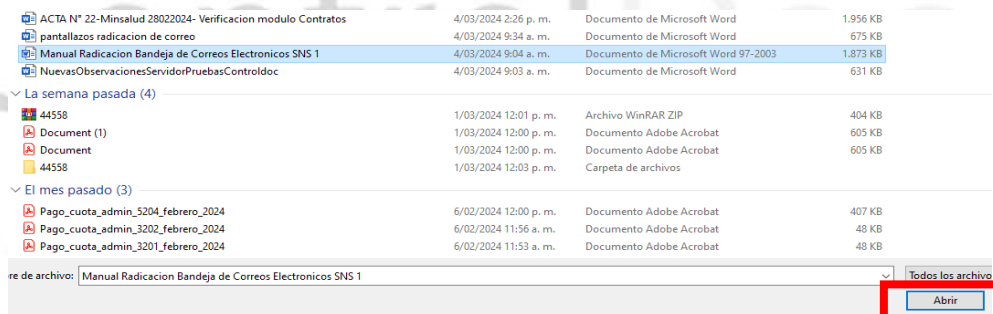 ACTA N° 22-Minsalud 28022024- Verificacion modulo Contratos 4/03/2024 2:26 p. m. Documento de Microsoft Word 1.956 KB
pantallazos radicacion de correo 4/03/2024 9:34 a. m. Documento de Microsoft Word 675 KB
Manual Radicacion Bandeja de Correos Electronicos SNS 1 4/03/2024 9:04 a. m. Documento de Microsoft Word 97-2003 1.873 KB
NuevasObservacionesServidorPruebasControldoc 4/03/2024 9:03 a. m. Documento de Microsoft Word 631 KB
La semana pasada (4)
44558 1/03/2024 12:01 p. m. Archivo WinRAR ZIP 404 KB
Document (1) 1/03/2024 12:00 p. m. Documento Adobe Acrobat 605 KB
Document 1/03/2024 12:00 p. m. Documento Adobe Acrobat 605 KB
44558 1/03/2024 12:03 p. m. Carpeta de archivos
El mes pasado (3)
Pago_cuota_admin_5204_febrero_2024 6/02/2024 12:00 p. m. Documento Adobe Acrobat 407 KB
Pago_cuota_admin_3202_febrero_2024 6/02/2024 11:56 a. m. Documento Adobe Acrobat 48 KB
Pago_cuota_admin_3201_febrero_2024 6/02/2024 11:53 a. m. Documento Adobe Acrobat 48 KB
re de archivo: Manual Radicacion Bandeja de Correos Electronicos SNS 1 Todos los archivo
Abrir